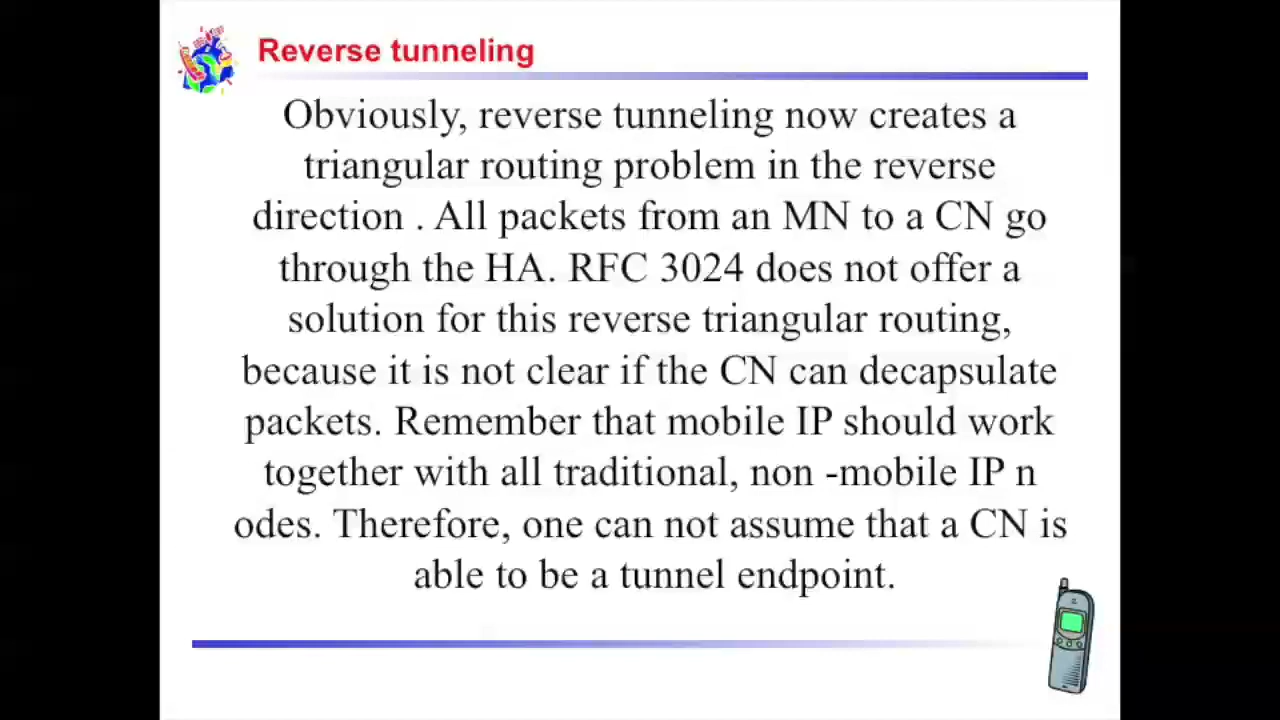 Reverse tunneling
Obviously, reverse tunneling now creates a
triangular routing problem in the reverse
direction . All packets from an MN to a CN go
through the HA. RFC 3024 does not offer a
solution for this reverse triangular routing,
because it is not clear if the CN can decapsulate
packets. Remember that mobile IP should work
together with all traditional, non -mobile IP n
odes. Therefore, one can not assume that a CN is
able to be a tunnel endpoint.